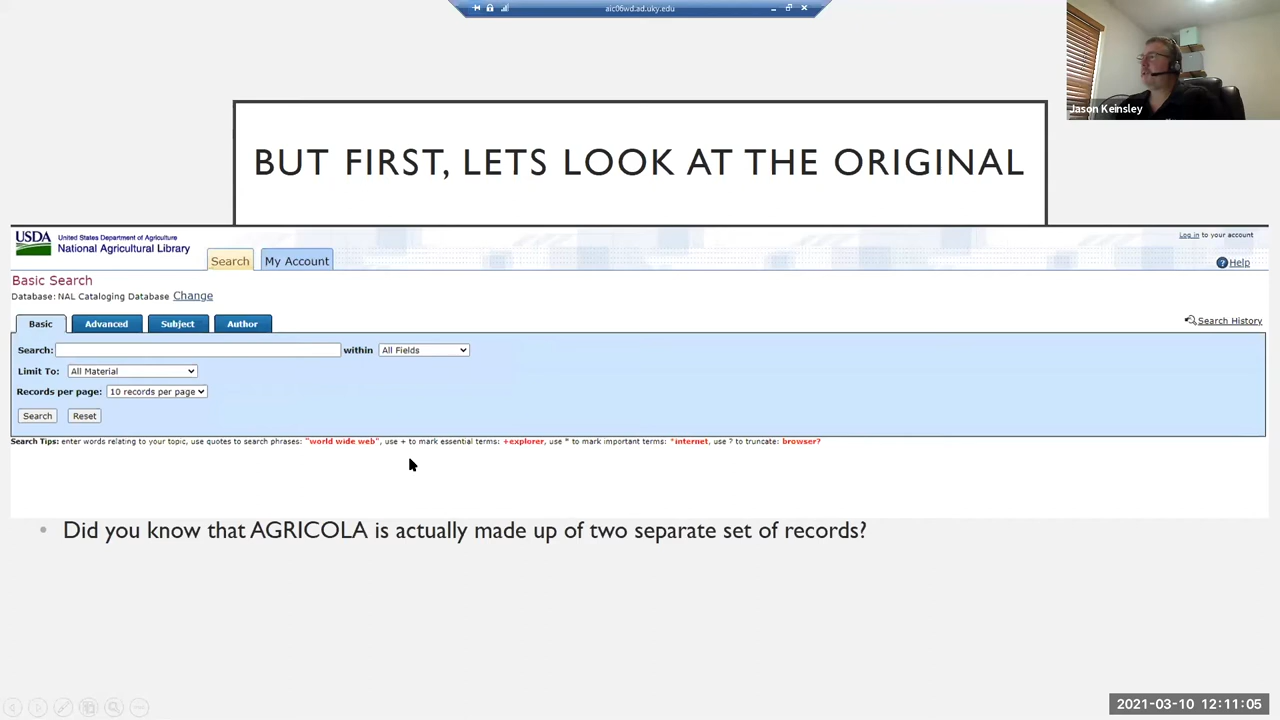 aic06wd.ad.uky.edu
Jason Keinsley
BUT FIRST, LETS LOOK AT THE ORIGINAL
USDA United States Department of Agriculture
National Agricultural Library
Search My Account
Log in to your account
Help
Basic Search
Database: NAL Cataloging Database Change
Basic Advanced Subject Author
Search History
Search: within All Fields
Limit To: All Material
Records per page: 10 records per page
Search Reset
Search Tips: enter words relating to your topic, use quotes to search phrases: "world wide web", use + to mark essential terms: +explorer, use * to mark important terms: *internet, use ? to truncate: browser?
• Did you know that AGRICOLA is actually made up of two separate set of records?
2021-03-10 12:11:05